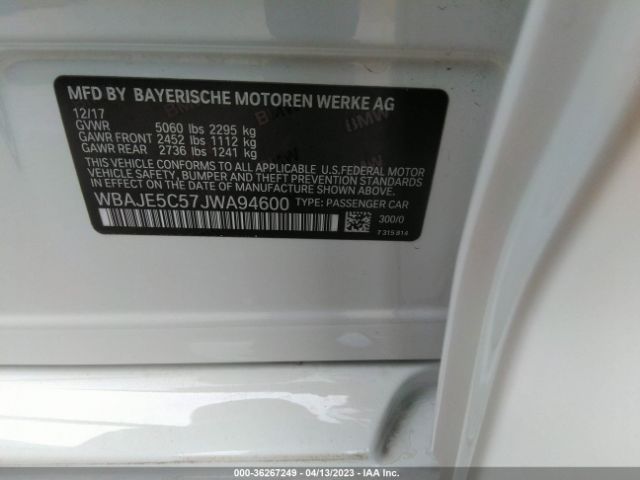 MFD BY BAYERISCHE MOTOREN WERKE AG
12/17
GVWR 5060 lbs 2295 kg
GAWR FRONT 2452 lbs 1112 kg
GAWR REAR 2736 lbs 1241 kg
THIS VEHICLE CONFORMS TO ALL APPLICABLE U.S.FEDERAL MOTOR
VEHICLE SAFETY, BUMPER AND THEFT PREVENTION STANDARDS
IN EFFECT ON THE DATE OF MANUFACTURE SHOWN ABOVE.
WBAJE5C57JWA94600 TYPE: PASSENGER CAR
300/0
7315814
BMW
000-36267249 - 04/13/2023 - IAA Inc.